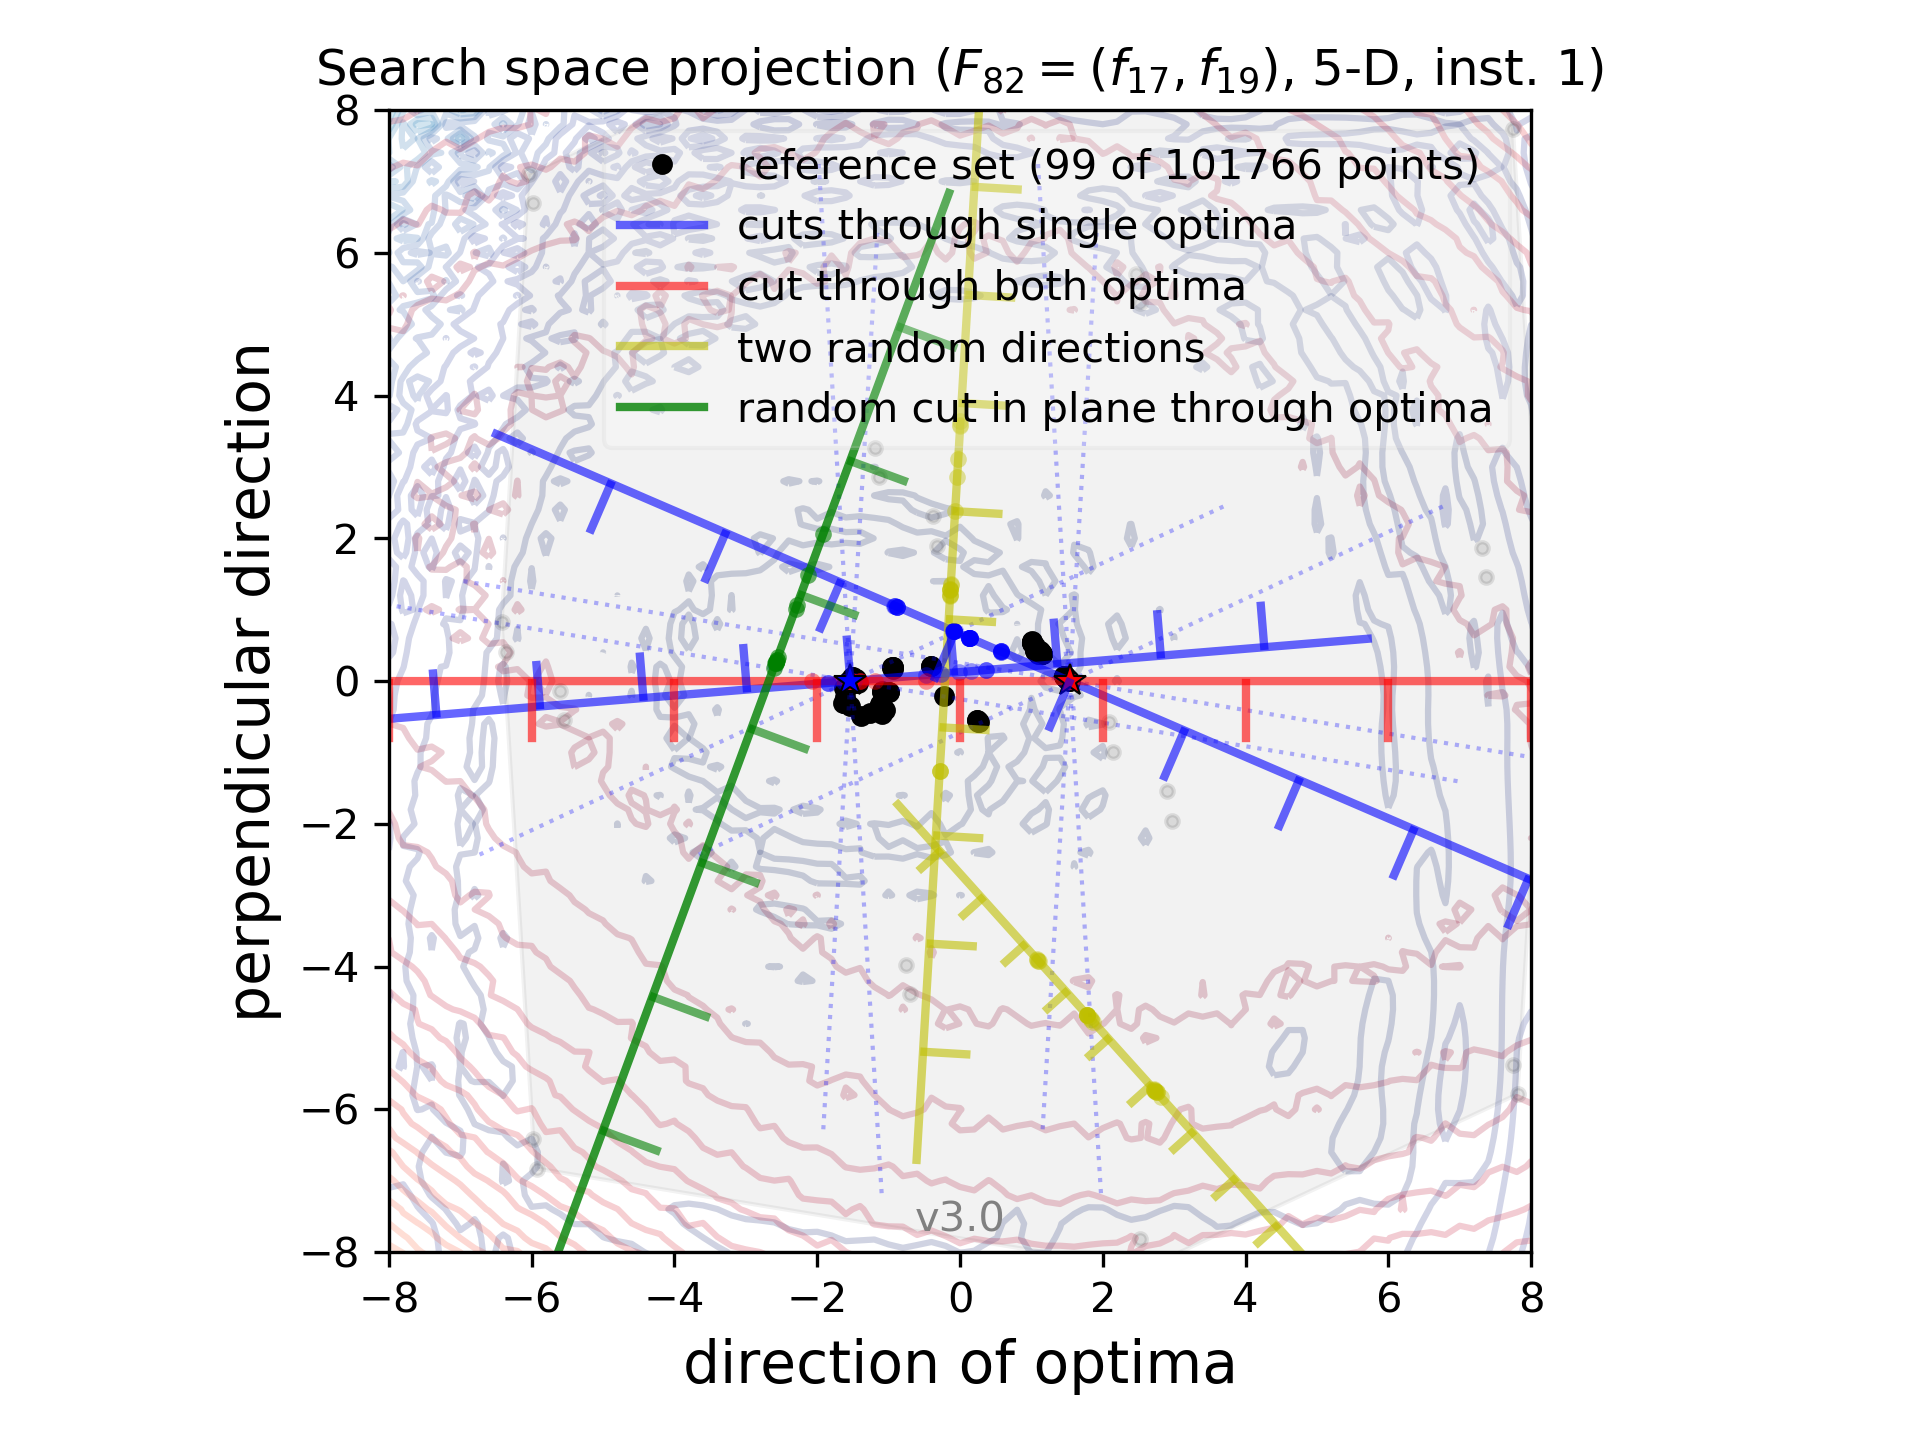 Search space projection (F₈₂ = (f₁₇, f₁₉), 5-D, inst. 1)
reference set (99 of 101766 points)
cuts through single optima
cut through both optima
two random directions
random cut in plane through optima
perpendicular direction
8
6
4
2
0
−2
−4
−6
−8
v3.0
−8 −6 −4 −2 0 2 4 6 8
direction of optima